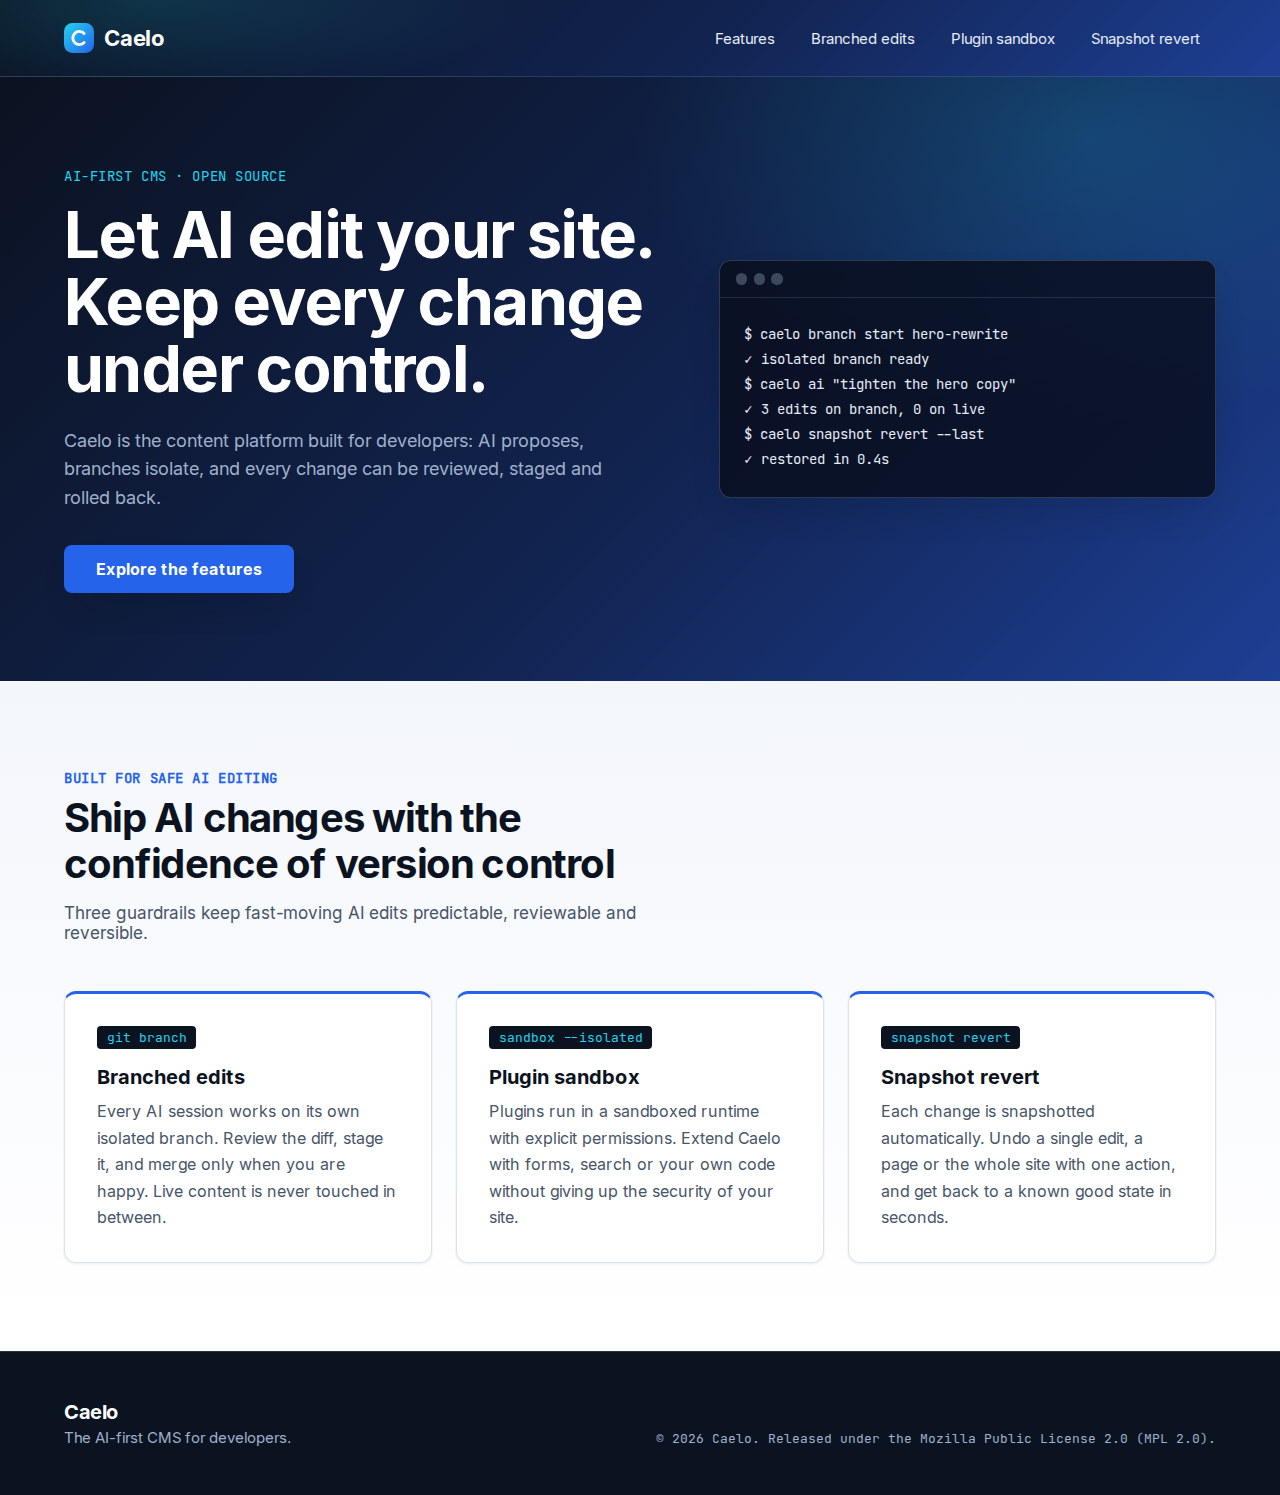 Caelo
Features
Branched edits
Plugin sandbox
Snapshot revert
AI-FIRST CMS · OPEN SOURCE
Let AI edit your site.
Keep every change
under control.
Caelo is the content platform built for developers: AI proposes,
branches isolate, and every change can be reviewed, staged and
rolled back.
Explore the features
$ caelo branch start hero-rewrite
✓ isolated branch ready
$ caelo ai "tighten the hero copy"
✓ 3 edits on branch, 0 on live
$ caelo snapshot revert --last
✓ restored in 0.4s
BUILT FOR SAFE AI EDITING
Ship AI changes with the
confidence of version control
Three guardrails keep fast-moving AI edits predictable, reviewable and
reversible.
git branch
Branched edits
Every AI session works on its own
isolated branch. Review the diff, stage
it, and merge only when you are
happy. Live content is never touched in
between.
sandbox --isolated
Plugin sandbox
Plugins run in a sandboxed runtime
with explicit permissions. Extend Caelo
with forms, search or your own code
without giving up the security of your
site.
snapshot revert
Snapshot revert
Each change is snapshotted
automatically. Undo a single edit, a
page or the whole site with one action,
and get back to a known good state in
seconds.
Caelo
The AI-first CMS for developers.
© 2026 Caelo. Released under the Mozilla Public License 2.0 (MPL 2.0).